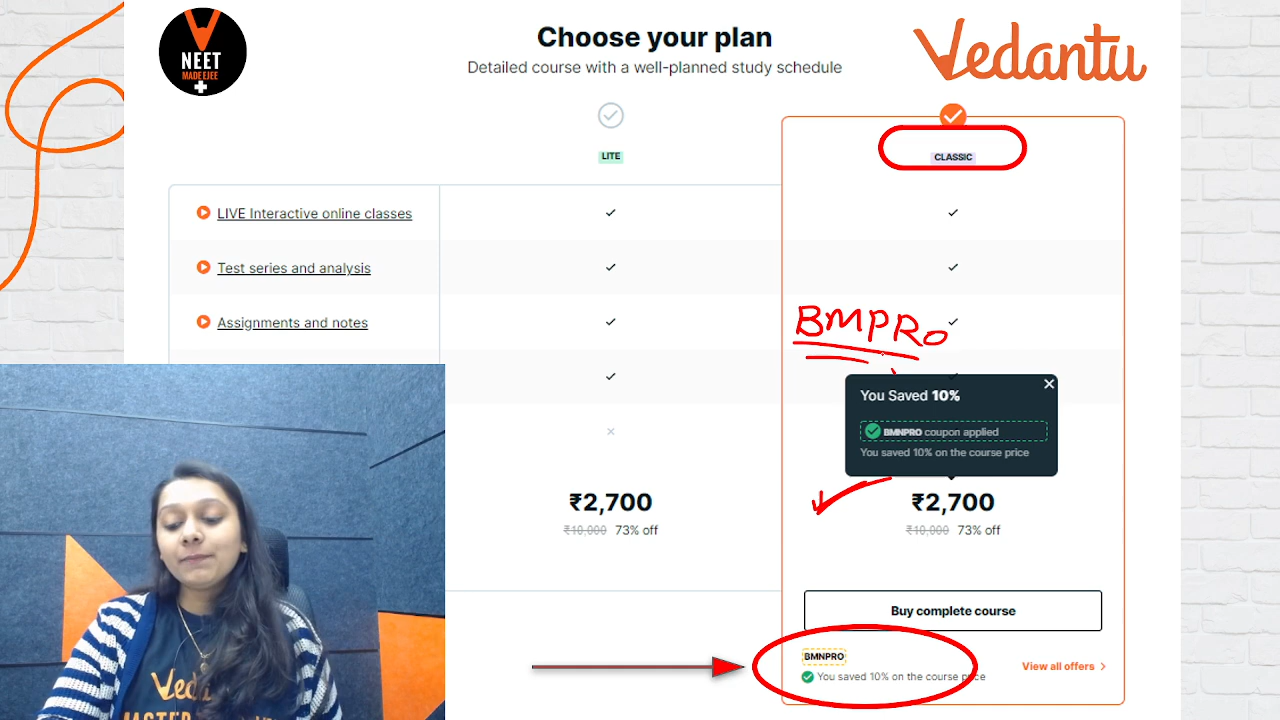 NEET
MADE EJEE
Choose your plan
Detailed course with a well-planned study schedule
Vedantu
LITE
CLASSIC
LIVE Interactive online classes
Test series and analysis
Assignments and notes
BMPRO
You Saved 10%
BMNPRO coupon applied
You saved 10% on the course price
₹2,700
₹10,000 73% off
₹2,700
₹10,000 73% off
Buy complete course
BMNPRO
You saved 10% on the course price
View all offers
Vedantu
MASTER